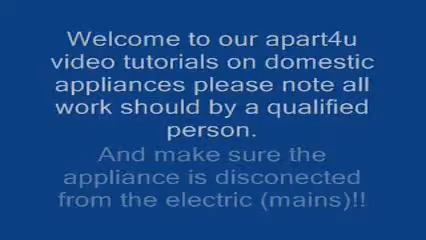 Welcome to our apart4u
video tutorials on domestic
appliances please note all
work should by a qualified
person.
And make sure the
appliance is disconected
from the electric (mains)!!